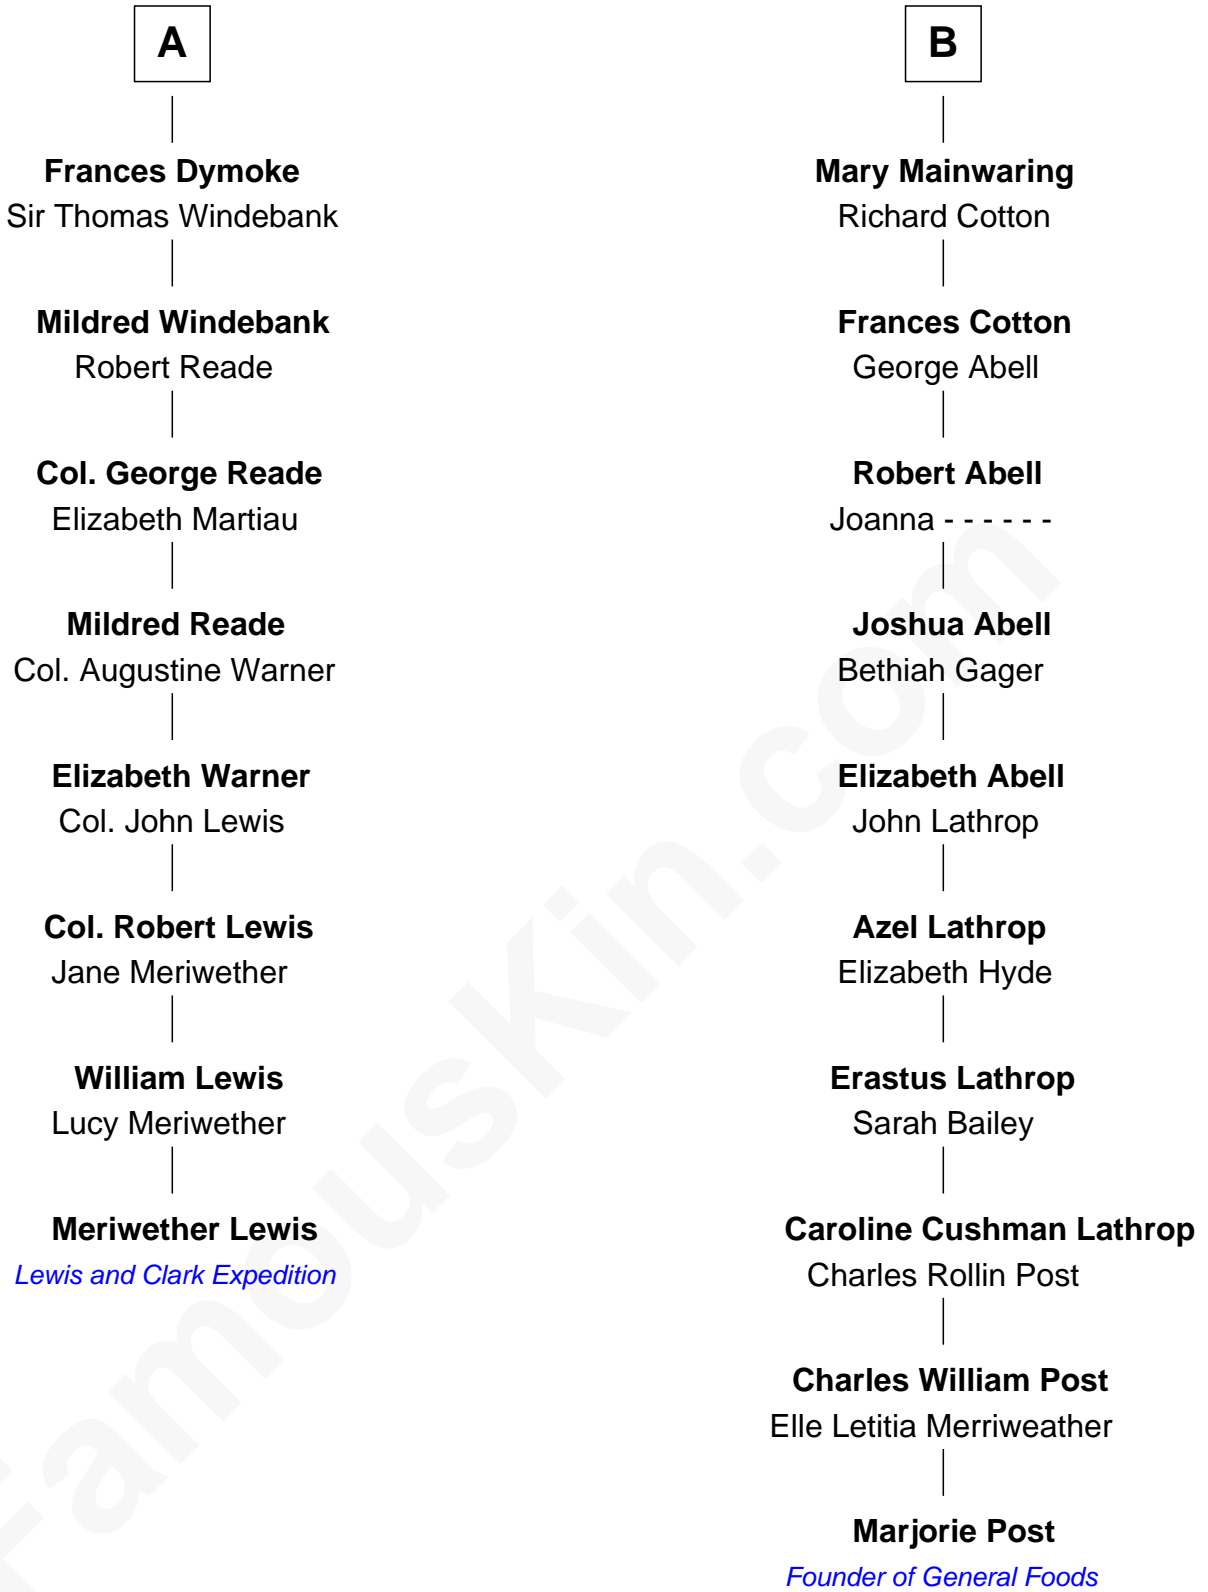 A
Frances Dymoke
Sir Thomas Windebank
Mildred Windebank
Robert Reade
Col. George Reade
Elizabeth Martiau
Mildred Reade
Col. Augustine Warner
Elizabeth Warner
Col. John Lewis
Col. Robert Lewis
Jane Meriwether
William Lewis
Lucy Meriwether
Meriwether Lewis
Lewis and Clark Expedition
B
Mary Mainwaring
Richard Cotton
Frances Cotton
George Abell
Robert Abell
Joanna - - - - - -
Joshua Abell
Bethiah Gager
Elizabeth Abell
John Lathrop
Azel Lathrop
Elizabeth Hyde
Erastus Lathrop
Sarah Bailey
Caroline Cushman Lathrop
Charles Rollin Post
Charles William Post
Elle Letitia Merriweather
Marjorie Post
Founder of General Foods
FamousKin.com